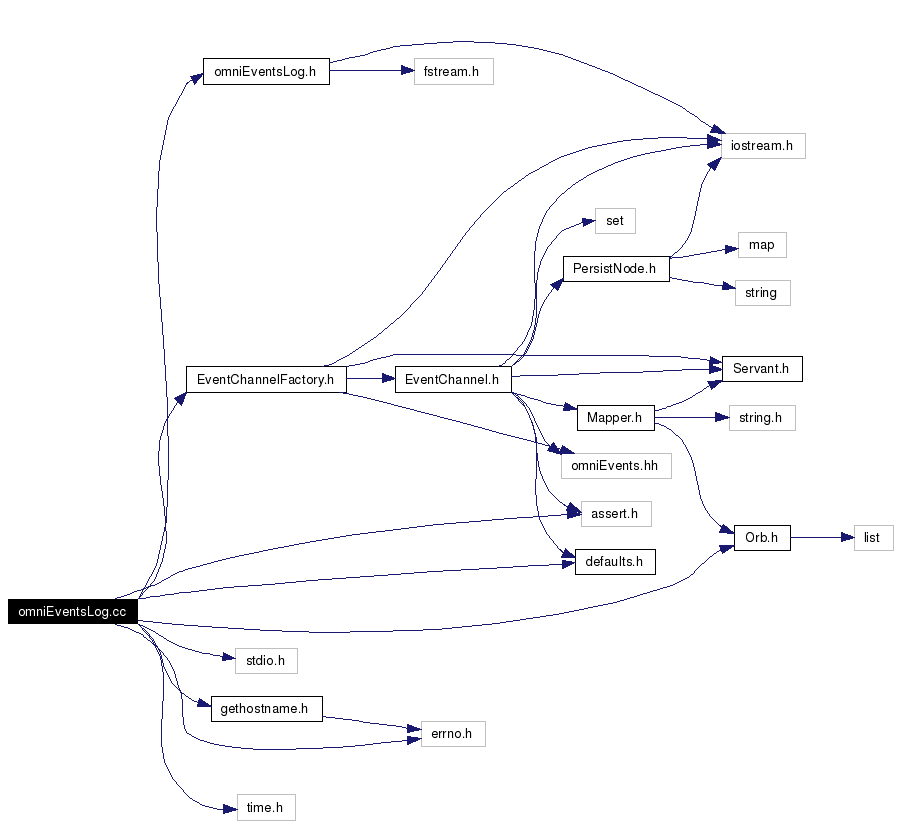 omniEventsLog.h
fstream.h
iostream.h
set
map
PersistNode.h
string
Servant.h
EventChannelFactory.h
EventChannel.h
Mapper.h
string.h
omniEvents.hh
assert.h
Orb.h
list
defaults.h
omniEventsLog.cc
stdio.h
gethostname.h
errno.h
time.h